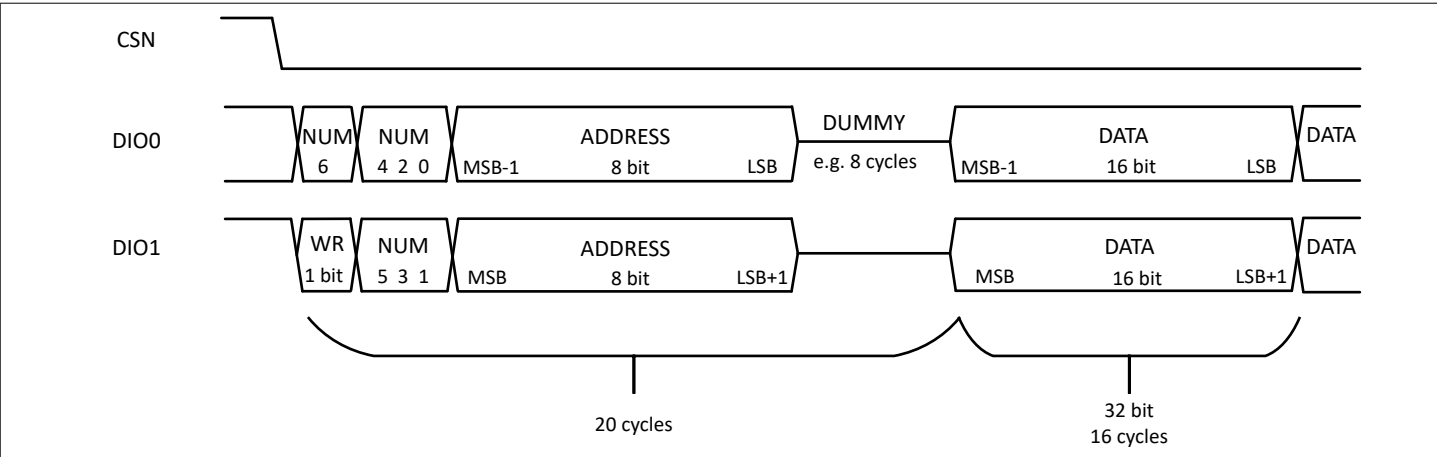 CSN
DIO0
NUM
6
NUM
4 2 0
ADDRESS
MSB-1 8 bit LSB
DUMMY
e.g. 8 cycles
DATA
MSB-1 16 bit LSB
DATA
DIO1
WR
1 bit
NUM
5 3 1
ADDRESS
MSB 8 bit LSB+1
DATA
MSB 16 bit LSB+1
DATA
20 cycles
32 bit
16 cycles